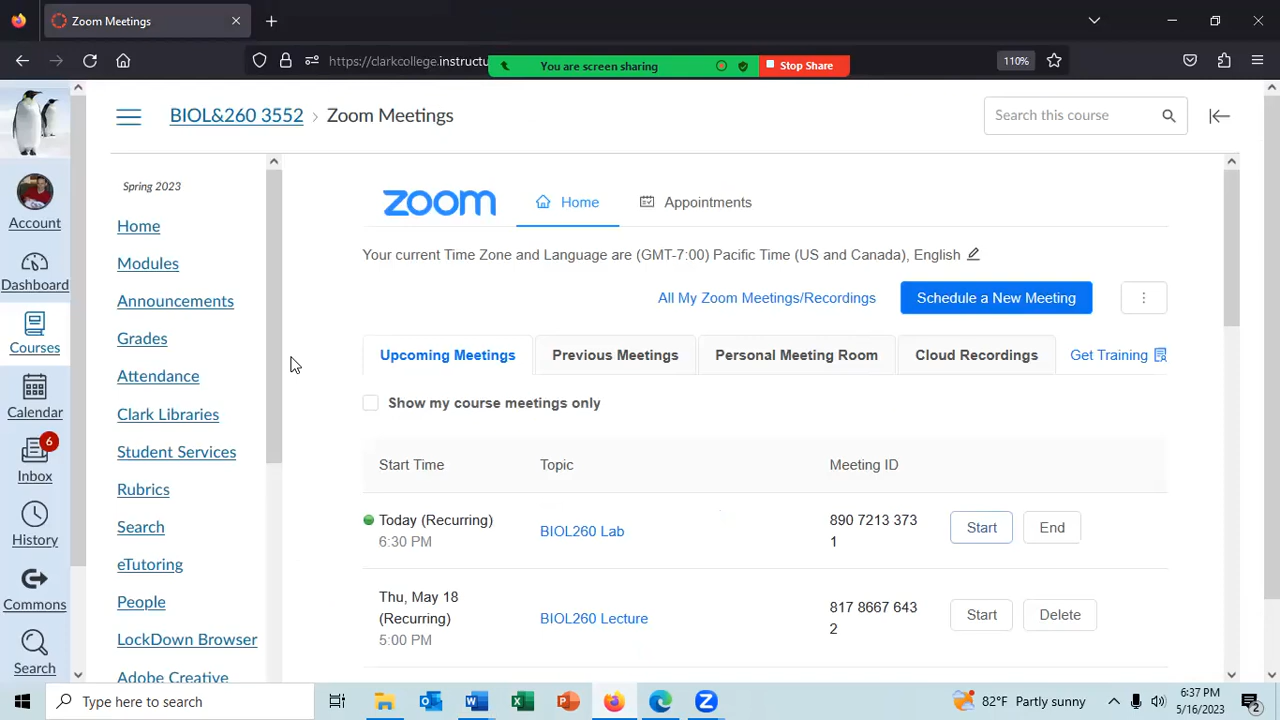 Zoom Meetings
https://clarkcollege.instructu
You are screen sharing
Stop Share
110%
BIOL&260 3552 › Zoom Meetings
Search this course
Account
Dashboard
Courses
Calendar
6
Inbox
History
Commons
Search
Spring 2023
Home
Modules
Announcements
Grades
Attendance
Clark Libraries
Student Services
Rubrics
Search
eTutoring
People
LockDown Browser
Adobe Creative
zoom
Home
Appointments
Your current Time Zone and Language are (GMT-7:00) Pacific Time (US and Canada), English
All My Zoom Meetings/Recordings
Schedule a New Meeting
Upcoming Meetings
Previous Meetings
Personal Meeting Room
Cloud Recordings
Get Training
Show my course meetings only
Start Time
Topic
Meeting ID
Today (Recurring)
6:30 PM
BIOL260 Lab
890 7213 373
1
Start
End
Thu, May 18
(Recurring)
5:00 PM
BIOL260 Lecture
817 8667 643
2
Start
Delete
Type here to search
82°F Partly sunny
6:37 PM
5/16/2023
2